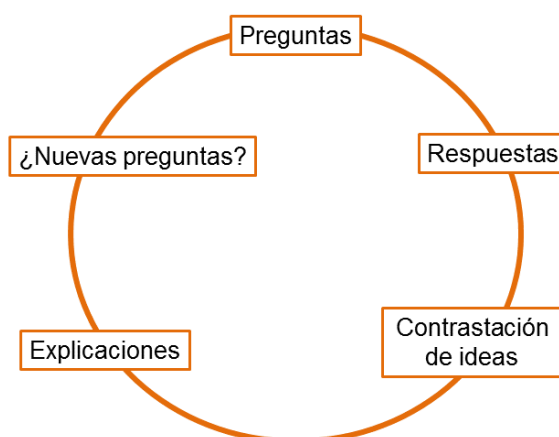 Preguntas
Respuestas
Contrastación
de ideas
Explicaciones
¿Nuevas preguntas?